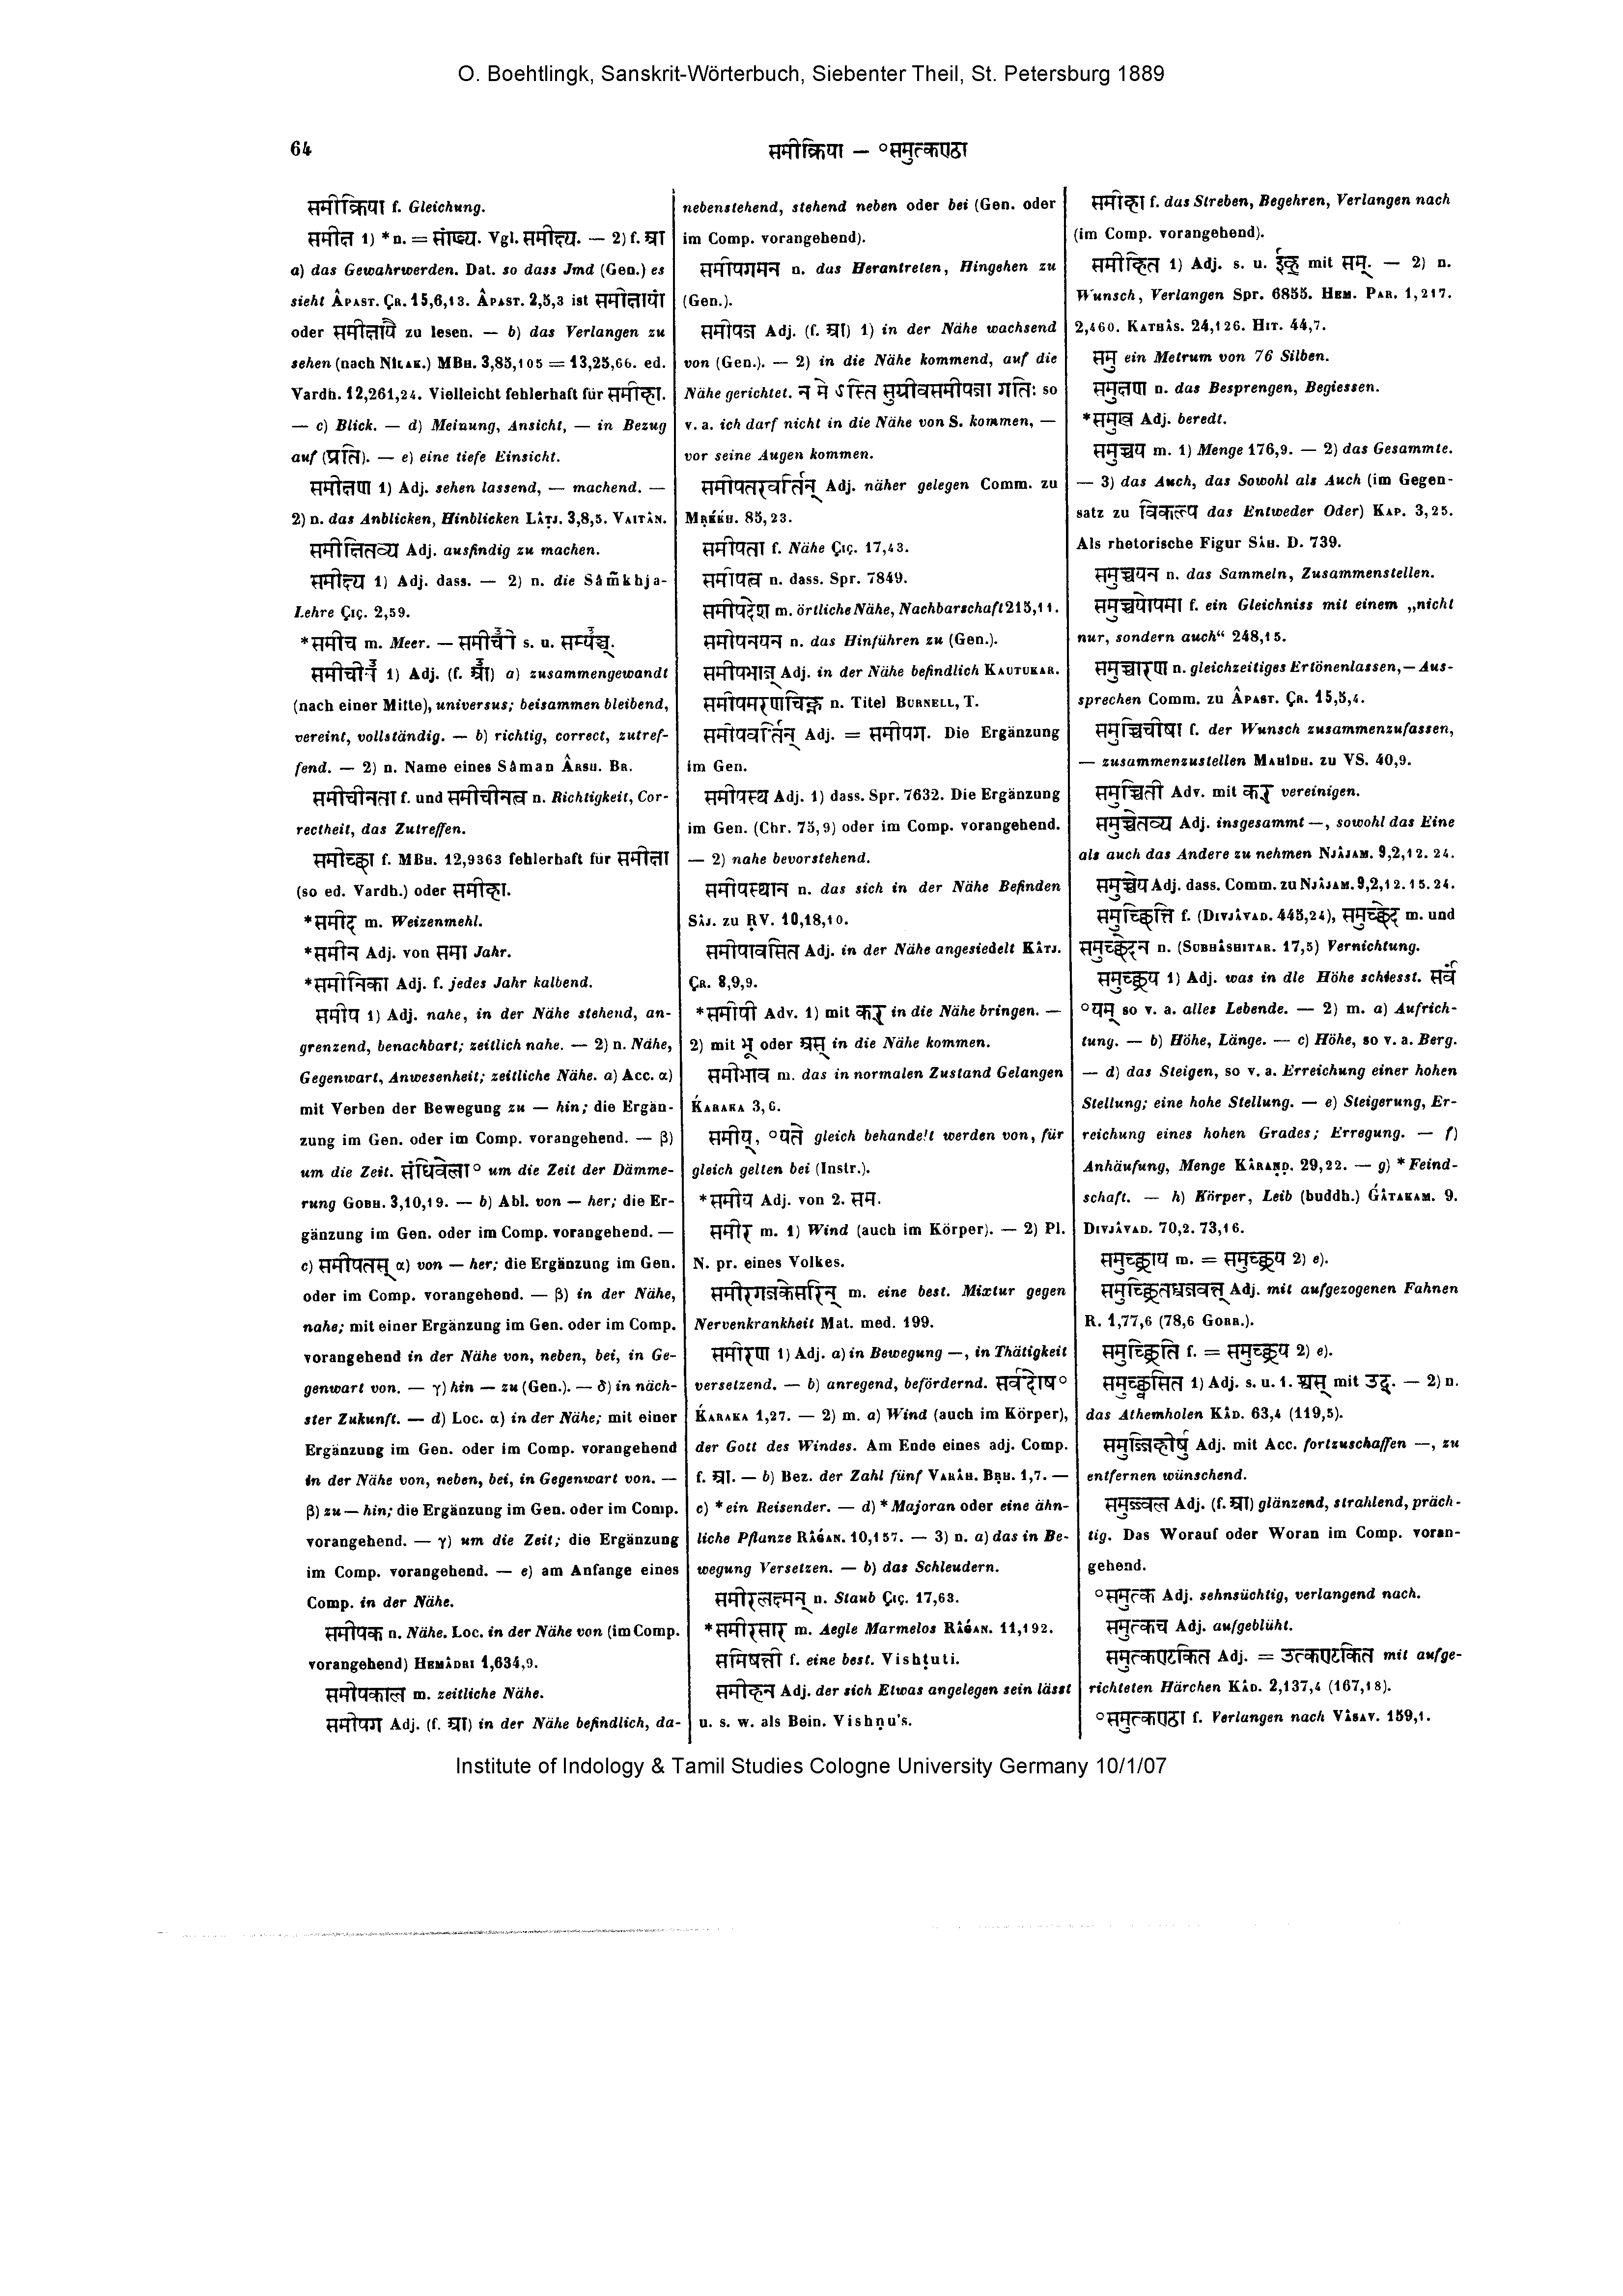 O. Boehtlingk, Sanskrit-Wörterbuch, Siebenter Theil, St. Petersburg 1889
64
समीक्रिया — °समुत्कण्ठा
समीक्रिया f. Gleichung.
समीक्ष 1) *n. = सांख्य. Vgl. समीक्ष्य. — 2) f. आ
a) das Gewahrwerden. Dat. so dass Jmd (Gen.) es
sieht Âpast. Çr. 15,6,13. Âpast. 2,5,3 ist समीक्षायां
oder समीक्षायै zu lesen. — b) das Verlangen zu
sehen (nach Nîlak.) MBh. 3,85,105 = 13,25,66. ed.
Vardh. 12,261,24. Vielleicht fehlerhaft für समीहा.
— c) Blick. — d) Meinung, Ansicht, — in Bezug
auf (प्रति). — e) eine tiefe Einsicht.
समीक्षण 1) Adj. sehen lassend, — machend. —
2) n. das Anblicken, Hinblicken Lâṭj. 3,8,5. Vaitân.
समीक्षितव्य Adj. ausfindig zu machen.
समीक्ष्य 1) Adj. dass. — 2) n. die Sâm̃khja-
Lehre Çiç. 2,59.
*समीच m. Meer. — समीची s. u. सम्यञ्च्.
समीचीन 1) Adj. (f. आ) a) zusammengewandt
(nach einer Mitte), universus; beisammen bleibend,
vereint, vollständig. — b) richtig, correct, zutref-
fend. — 2) n. Name eines Sâman Ârsh. Br.
समीचीनता f. und समीचीनत्व n. Richtigkeit, Cor-
rectheit, das Zutreffen.
समीच्छा f. MBh. 12,9363 fehlerhaft für समीक्षा
(so ed. Vardh.) oder समीहा.
*समीद m. Weizenmehl.
*समीन Adj. von समा Jahr.
*समीनिका Adj. f. jedes Jahr kalbend.
समीप 1) Adj. nahe, in der Nähe stehend, an-
grenzend, benachbart; zeitlich nahe. — 2) n. Nähe,
Gegenwart, Anwesenheit; zeitliche Nähe. a) Acc. α)
mit Verben der Bewegung zu — hin; die Ergän-
zung im Gen. oder im Comp. vorangehend. — β)
um die Zeit. संधिवेला° um die Zeit der Dämme-
rung Gobh. 3,10,19. — b) Abl. von — her; die Er-
gänzung im Gen. oder im Comp. vorangehend. —
c) समीपतस् α) von — her; die Ergänzung im Gen.
oder im Comp. vorangehend. — β) in der Nähe,
nahe; mit einer Ergänzung im Gen. oder im Comp.
vorangehend in der Nähe von, neben, bei, in Ge-
genwart von. — γ) hin — zu (Gen.). — δ) in näch-
ster Zukunft. — d) Loc. α) in der Nähe; mit einer
Ergänzung im Gen. oder im Comp. vorangehend
in der Nähe von, neben, bei, in Gegenwart von. —
β) zu — hin; die Ergänzung im Gen. oder im Comp.
vorangehend. — γ) um die Zeit; die Ergänzung
im Comp. vorangehend. — e) am Anfange eines
Comp. in der Nähe.
समीपक n. Nähe. Loc. in der Nähe von (im Comp.
vorangehend) Hemâdri 1,634,9.
समीपकाल m. zeitliche Nähe.
समीपग Adj. (f. आ) in der Nähe befindlich, da-
nebenstehend, stehend neben oder bei (Gen. oder
im Comp. vorangehend).
समीपगमन n. das Herantreten, Hingehen zu
(Gen.).
समीपज Adj. (f. आ) 1) in der Nähe wachsend
von (Gen.). — 2) in die Nähe kommend, auf die
Nähe gerichtet. न मे ऽस्ति सुग्रीवसमीपजा गतिः so
v. a. ich darf nicht in die Nähe von S. kommen, —
vor seine Augen kommen.
समीपतरवर्तिन् Adj. näher gelegen Comm. zu
Mṛḱḱh. 85,23.
समीपता f. Nähe Çiç. 17,43.
समीपत्व n. dass. Spr. 7849.
समीपदेश m. örtliche Nähe, Nachbarschaft 215,11.
समीपनयन n. das Hinführen zu (Gen.).
समीपभाज् Adj. in der Nähe befindlich Kautukar.
समीपमरणचिह्न n. Titel Burnell, T.
समीपवर्तिन् Adj. = समीपग. Die Ergänzung
im Gen.
समीपस्थ Adj. 1) dass. Spr. 7632. Die Ergänzung
im Gen. (Chr. 75,9) oder im Comp. vorangehend.
— 2) nahe bevorstehend.
समीपस्थान n. das sich in der Nähe Befinden
Sâj. zu ṚV. 10,18,10.
समीपावसित Adj. in der Nähe angesiedelt Kâtj.
Çr. 8,9,9.
*समीपी Adv. 1) mit कर् in die Nähe bringen. —
2) mit भू oder अस् in die Nähe kommen.
समीभाव m. das in normalen Zustand Gelangen
Ḱaraka 3,6.
समीय्, °यते gleich behandelt werden von, für
gleich gelten bei (Instr.).
*समीय Adj. von 2. सम.
समीर m. 1) Wind (auch im Körper). — 2) Pl.
N. pr. eines Volkes.
समीरगजकेसरिन् m. eine best. Mixtur gegen
Nervenkrankheit Mat. med. 199.
समीरण 1) Adj. a) in Bewegung —, in Thätigkeit
versetzend. — b) anregend, befördernd. सर्वदोष°
Ḱaraka 1,27. — 2) m. a) Wind (auch im Körper),
der Gott des Windes. Am Ende eines adj. Comp.
f. आ. — b) Bez. der Zahl fünf Varâh. Bṛh. 1,7. —
c) *ein Reisender. — d) *Majoran oder eine ähn-
liche Pflanze Râǵan. 10,157. — 3) n. a) das in Be-
wegung Versetzen. — b) das Schleudern.
समीरलक्ष्मन् n. Staub Çiç. 17,63.
*समीरसार m. Aegle Marmelos Râǵan. 11,192.
समिषन्ती f. eine best. Vishṭuti.
समीहन Adj. der sich Etwas angelegen sein lässt
u. s. w. als Bein. Vishṇu's.
समीहा f. das Streben, Begehren, Verlangen nach
(im Comp. vorangehend).
समीहित 1) Adj. s. u. ईह् mit सम्. — 2) n.
Wunsch, Verlangen Spr. 6855. Hem. Par. 1,217.
2,460. Kathâs. 24,126. Hit. 44,7.
समु ein Metrum von 76 Silben.
समुक्षण n. das Besprengen, Begiessen.
*समुख Adj. beredt.
समुच्चय m. 1) Menge 176,9. — 2) das Gesammte.
— 3) das Auch, das Sowohl als Auch (im Gegen-
satz zu विकल्प das Entweder Oder) Kap. 3,25.
Als rhetorische Figur Sâh. D. 739.
समुच्चयन n. das Sammeln, Zusammenstellen.
समुच्चयोपमा f. ein Gleichniss mit einem „nicht
nur, sondern auch“ 248,15.
समुच्चारण n. gleichzeitiges Ertönenlassen, — Aus-
sprechen Comm. zu Âpast. Çr. 15,5,4.
समुच्चिचीषा f. der Wunsch zusammenzufassen,
— zusammenzustellen Mahîdh. zu VS. 40,9.
समुच्चिती Adv. mit कर् vereinigen.
समुच्चेतव्य Adj. insgesammt —, sowohl das Eine
als auch das Andere zu nehmen Njâjam. 9,2,12. 24.
समुच्चेय Adj. dass. Comm. zu Njâjam. 9,2,12. 15. 24.
समुच्छित्ति f. (Divjâvad. 445,24), समुच्छेद m. und
समुच्छेदन n. (Subhâshitar. 17,5) Vernichtung.
समुच्छ्रय 1) Adj. was in die Höhe schiesst. सर्व
°यम् so v. a. alles Lebende. — 2) m. a) Aufrich-
tung. — b) Höhe, Länge. — c) Höhe, so v. a. Berg.
— d) das Steigen, so v. a. Erreichung einer hohen
Stellung; eine hohe Stellung. — e) Steigerung, Er-
reichung eines hohen Grades; Erregung. — f)
Anhäufung, Menge Kâraṇḍ. 29,22. — g) *Feind-
schaft. — h) Körper, Leib (buddh.) Ǵâtakam. 9.
Divjâvad. 70,2. 73,16.
समुच्छ्राय m. = समुच्छ्रय 2) e).
समुच्छ्रितध्वजवत् Adj. mit aufgezogenen Fahnen
R. 1,77,6 (78,6 Gorr.).
समुच्छ्रिति f. = समुच्छ्रय 2) e).
समुच्छ्वसित 1) Adj. s. u. 1. श्वस् mit उद्. — 2) n.
das Athemholen Kâd. 63,4 (119,5).
समुज्जिहीर्षु Adj. mit Acc. fortzuschaffen —, zu
entfernen wünschend.
समुज्ज्वल Adj. (f. आ) glänzend, strahlend, präch-
tig. Das Worauf oder Woran im Comp. voran-
gehend.
°समुत्क Adj. sehnsüchtig, verlangend nach.
समुत्कच Adj. aufgeblüht.
समुत्कण्टकित Adj. = उत्कण्टकित mit aufge-
richteten Härchen Kâd. 2,137,4 (167,18).
°समुत्कण्ठा f. Verlangen nach Vâsav. 159,1.
Institute of Indology & Tamil Studies Cologne University Germany 10/1/07